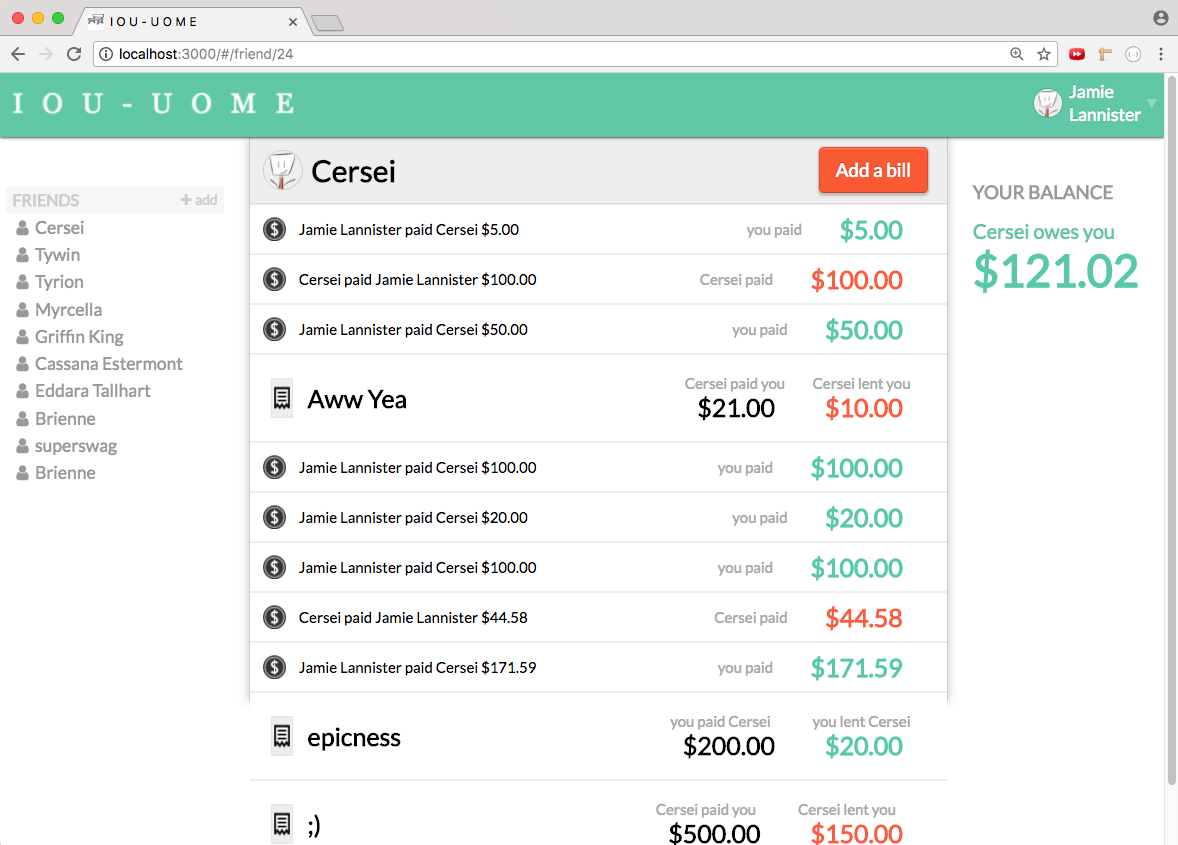 I O U - U O M E
localhost:3000/#/friend/24
I O U - U O M E
Jamie
Lannister
FRIENDS
+ add
Cersei
Tywin
Tyrion
Myrcella
Griffin King
Cassana Estermont
Eddara Tallhart
Brienne
superswag
Brienne
Cersei
Add a bill
Jamie Lannister paid Cersei $5.00 you paid $5.00
Cersei paid Jamie Lannister $100.00 Cersei paid $100.00
Jamie Lannister paid Cersei $50.00 you paid $50.00
Cersei paid you Cersei lent you
Aww Yea $21.00 $10.00
Jamie Lannister paid Cersei $100.00 you paid $100.00
Jamie Lannister paid Cersei $20.00 you paid $20.00
Jamie Lannister paid Cersei $100.00 you paid $100.00
Cersei paid Jamie Lannister $44.58 Cersei paid $44.58
Jamie Lannister paid Cersei $171.59 you paid $171.59
you paid Cersei you lent Cersei
epicness $200.00 $20.00
Cersei paid you Cersei lent you
;) $500.00 $150.00
YOUR BALANCE
Cersei owes you
$121.02